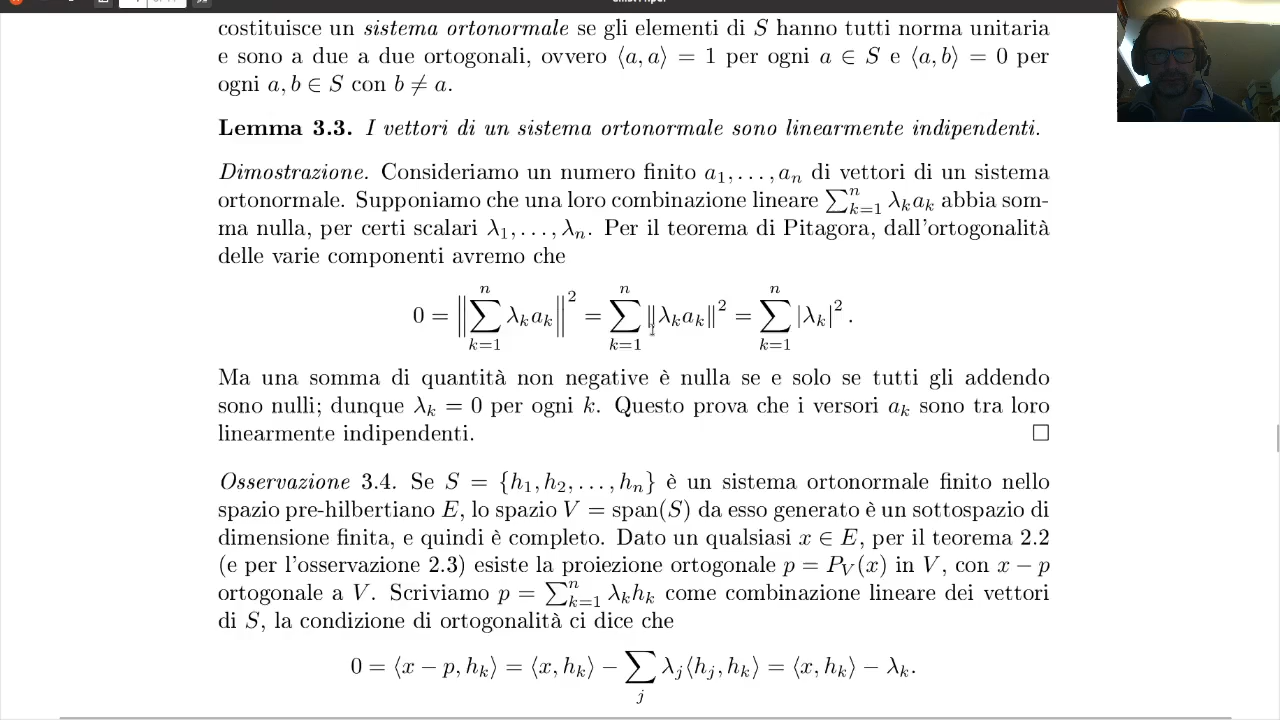 costituisce un sistema ortonormale se gli elementi di S hanno tutti norma unitaria
e sono a due a due ortogonali, ovvero ⟨a, a⟩ = 1 per ogni a ∈ S e ⟨a, b⟩ = 0 per
ogni a, b ∈ S con b ≠ a.
Lemma 3.3. I vettori di un sistema ortonormale sono linearmente indipendenti.
Dimostrazione. Consideriamo un numero finito a₁, . . . , aₙ di vettori di un sistema
ortonormale. Supponiamo che una loro combinazione lineare ∑ⁿₖ₌₁ λₖaₖ abbia som-
ma nulla, per certi scalari λ₁, . . . , λₙ. Per il teorema di Pitagora, dall'ortogonalità
delle varie componenti avremo che
0 = ‖∑ⁿₖ₌₁ λₖaₖ‖² = ∑ⁿₖ₌₁ ‖λₖaₖ‖² = ∑ⁿₖ₌₁ |λₖ|² .
Ma una somma di quantità non negative è nulla se e solo se tutti gli addendo
sono nulli; dunque λₖ = 0 per ogni k. Questo prova che i versori aₖ sono tra loro
linearmente indipendenti. □
Osservazione 3.4. Se S = {h₁, h₂, . . . , hₙ} è un sistema ortonormale finito nello
spazio pre-hilbertiano E, lo spazio V = span(S) da esso generato è un sottospazio di
dimensione finita, e quindi è completo. Dato un qualsiasi x ∈ E, per il teorema 2.2
(e per l'osservazione 2.3) esiste la proiezione ortogonale p = P_V(x) in V, con x − p
ortogonale a V. Scriviamo p = ∑ⁿₖ₌₁ λₖhₖ come combinazione lineare dei vettori
di S, la condizione di ortogonalità ci dice che
0 = ⟨x − p, hₖ⟩ = ⟨x, hₖ⟩ − ∑ⱼ λⱼ⟨hⱼ, hₖ⟩ = ⟨x, hₖ⟩ − λₖ.